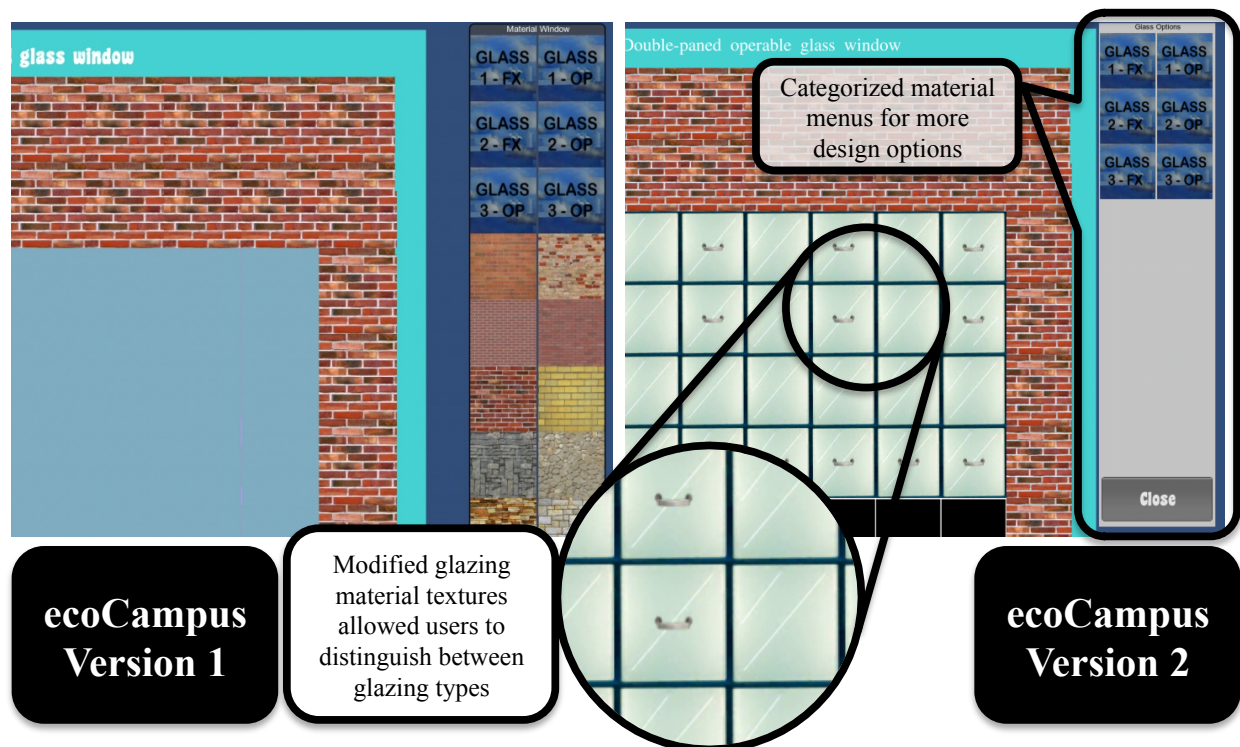 glass window
Material Window
GLASS GLASS
1 - FX 1 - OP
GLASS GLASS
2 - FX 2 - OP
GLASS GLASS
3 - OP 3 - OP
Double-paned operable glass window
Categorized material
menus for more
design options
Glass Options
GLASS GLASS
1 - FX 1 - OP
GLASS GLASS
2 - FX 2 - OP
GLASS GLASS
3 - FX 3 - OP
Close
ecoCampus
Version 1
Modified glazing
material textures
allowed users to
distinguish between
glazing types
ecoCampus
Version 2